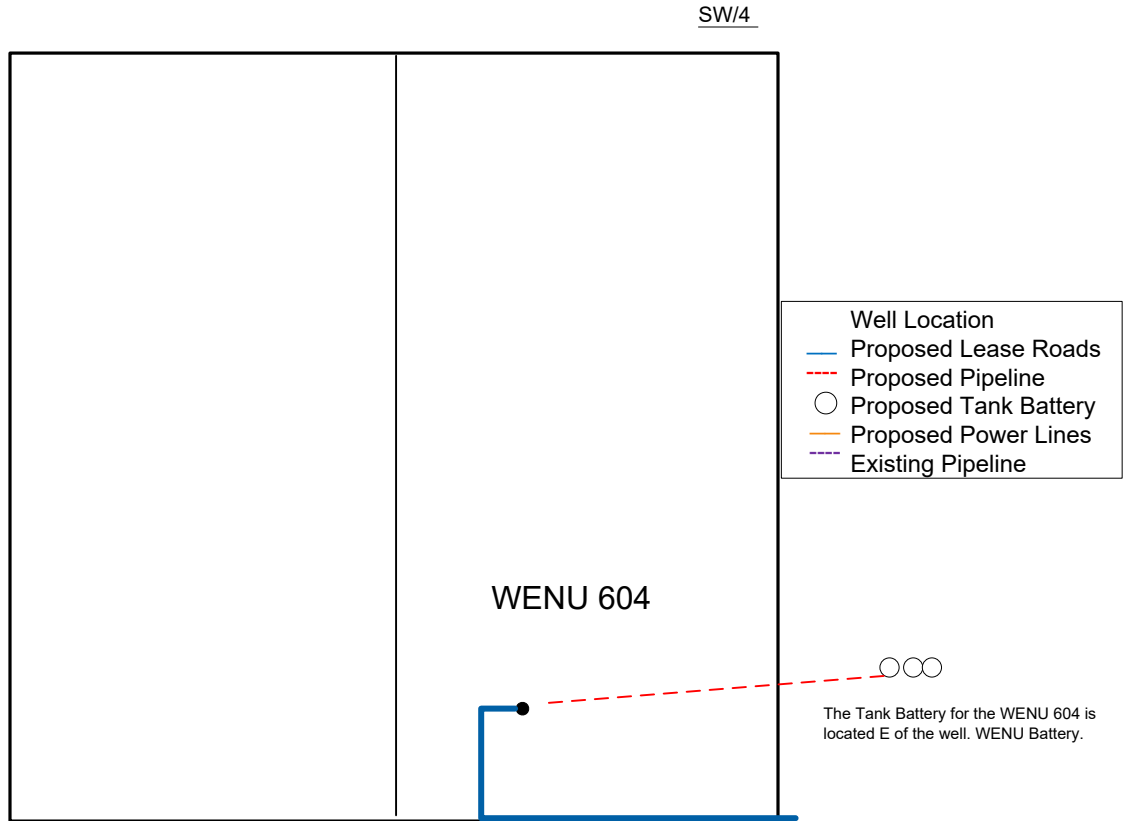 SW/4
Well Location
Proposed Lease Roads
Proposed Pipeline
Proposed Tank Battery
Proposed Power Lines
Existing Pipeline
WENU 604
The Tank Battery for the WENU 604 is
located E of the well. WENU Battery.